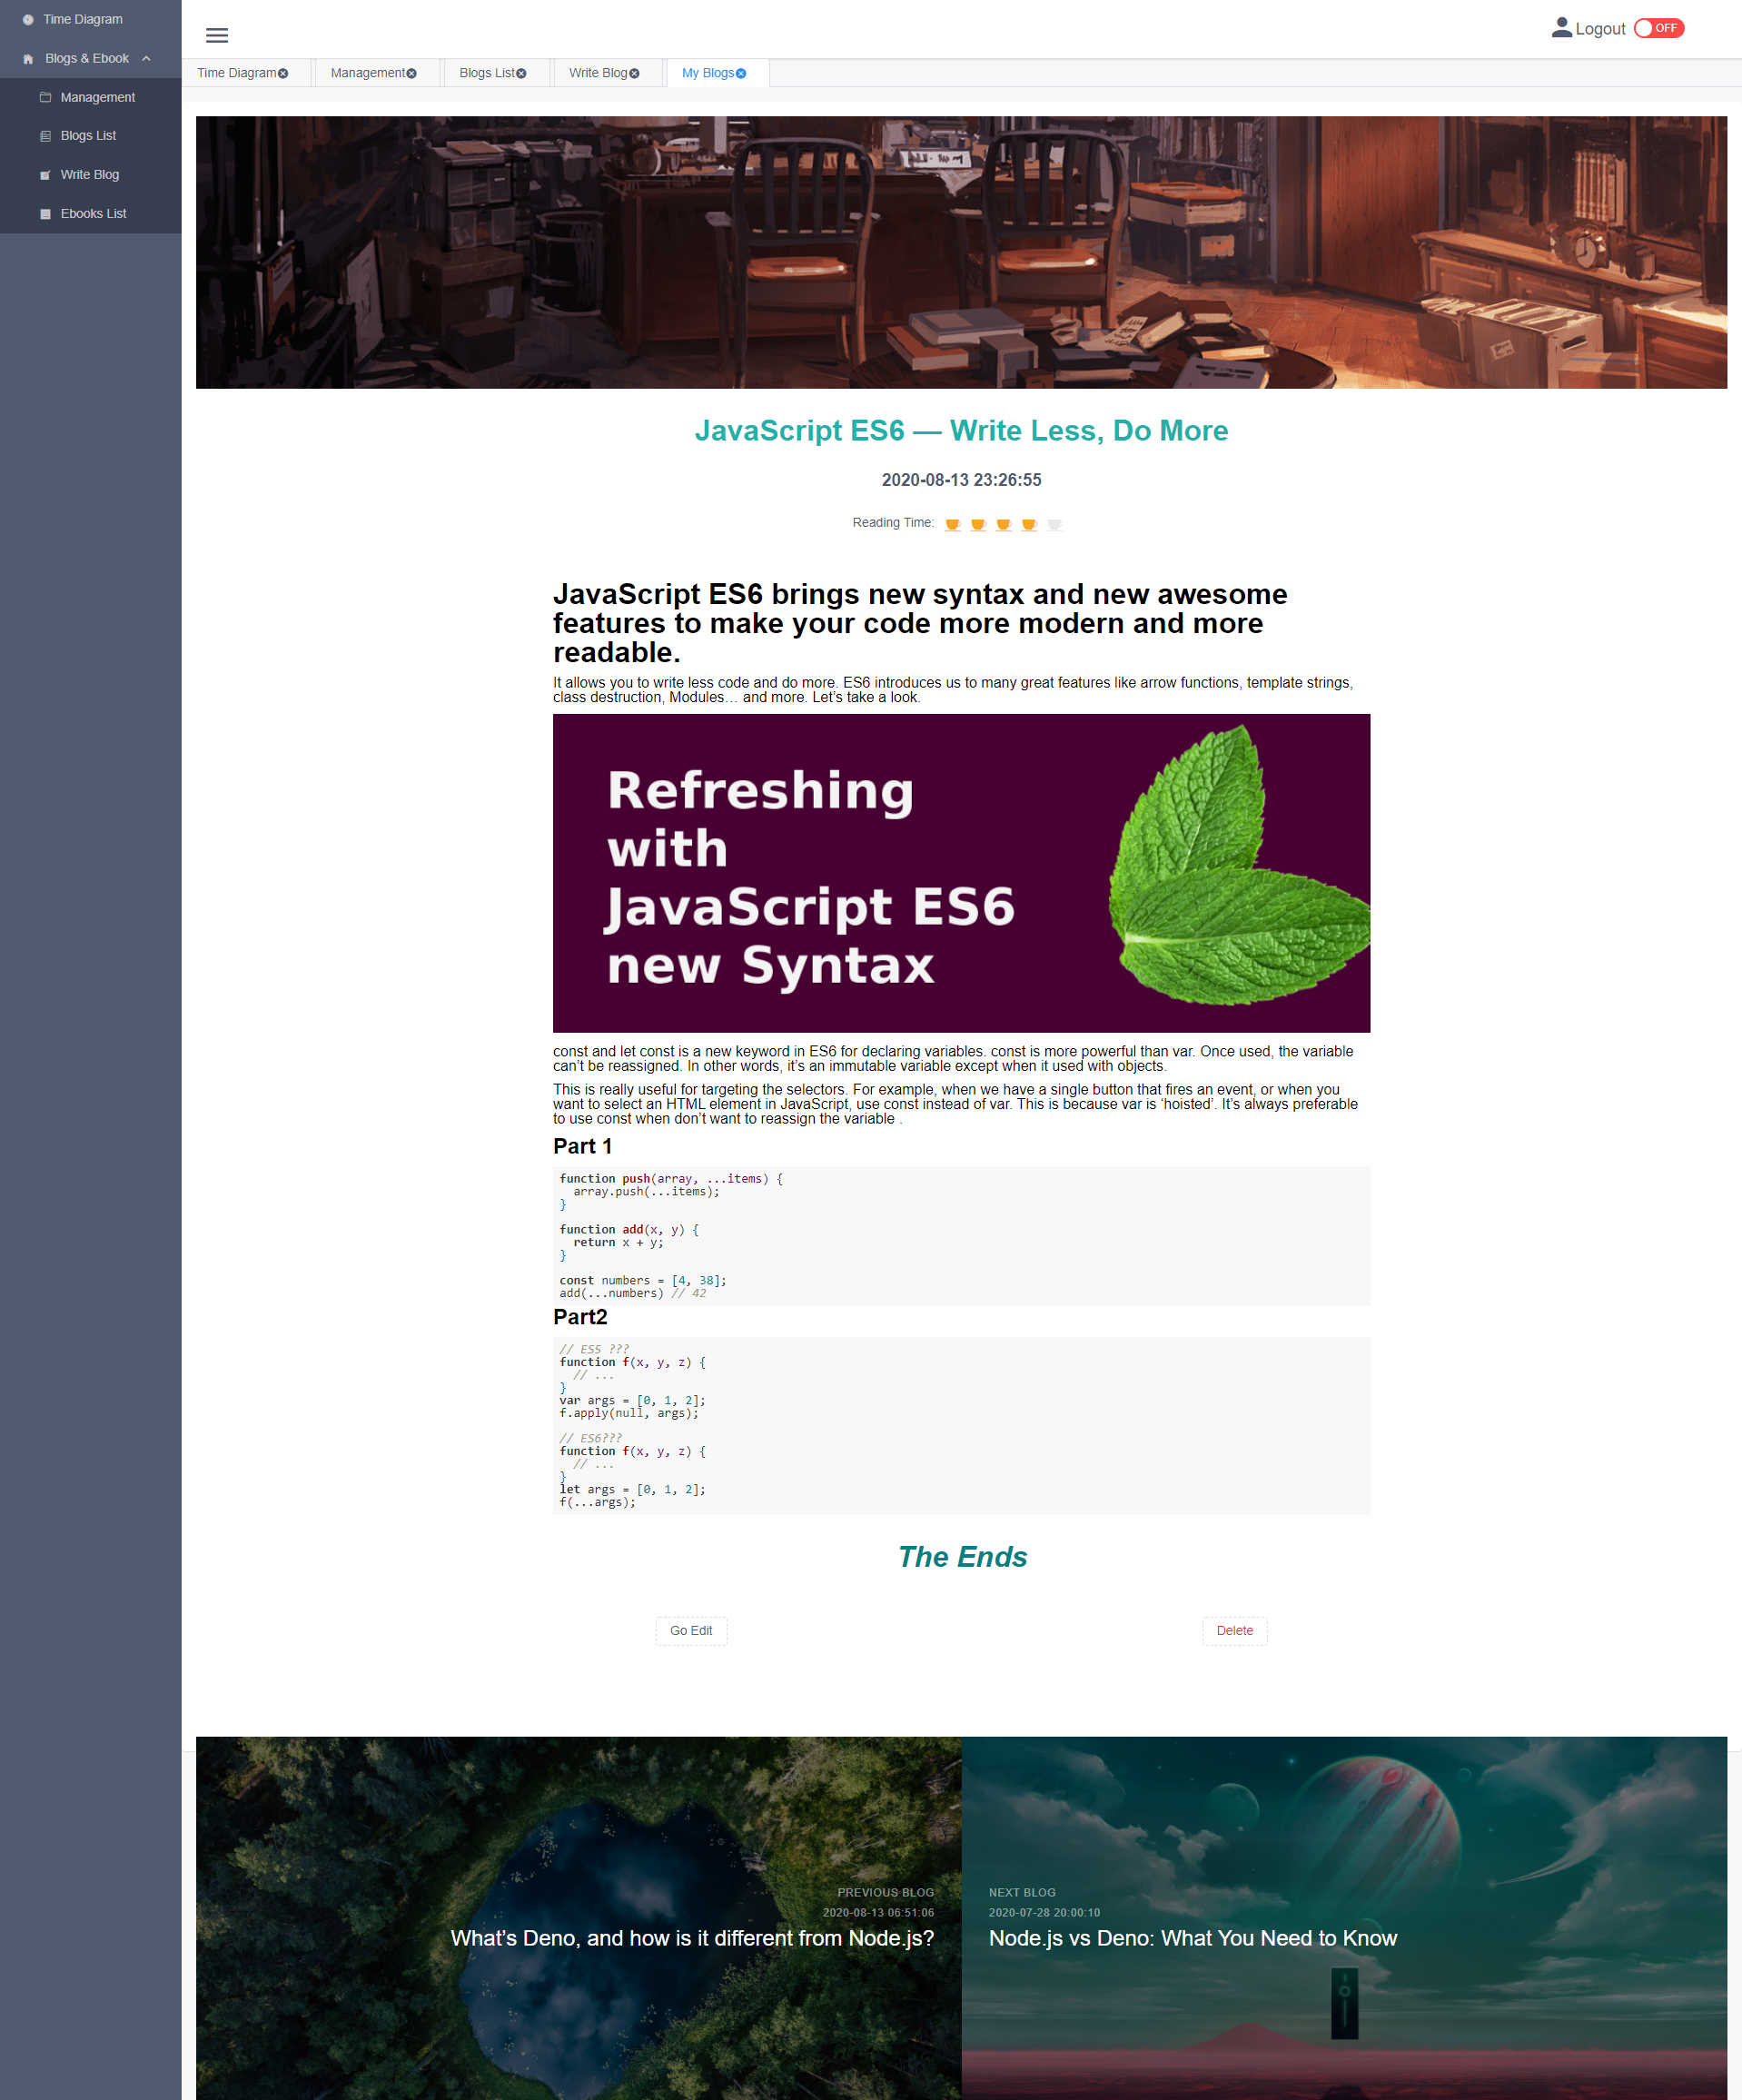 Time Diagram
Blogs & Ebook
Management
Blogs List
Write Blog
Ebooks List
Logout OFF
Time Diagram Management Blogs List Write Blog My Blogs
JavaScript ES6 — Write Less, Do More
2020-08-13 23:26:55
Reading Time:
JavaScript ES6 brings new syntax and new awesome
features to make your code more modern and more
readable.
It allows you to write less code and do more. ES6 introduces us to many great features like arrow functions, template strings,
class destruction, Modules… and more. Let’s take a look.
Refreshing
with
JavaScript ES6
new Syntax
const and let const is a new keyword in ES6 for declaring variables. const is more powerful than var. Once used, the variable
can’t be reassigned. In other words, it’s an immutable variable except when it used with objects.
This is really useful for targeting the selectors. For example, when we have a single button that fires an event, or when you
want to select an HTML element in JavaScript, use const instead of var. This is because var is ‘hoisted’. It’s always preferable
to use const when don’t want to reassign the variable .
Part 1
function push(array, ...items) {
  array.push(...items);
}
function add(x, y) {
  return x + y;
}
const numbers = [4, 38];
add(...numbers) // 42
Part2
// ES5 ???
function f(x, y, z) {
  // ...
}
var args = [0, 1, 2];
f.apply(null, args);
// ES6???
function f(x, y, z) {
  // ...
}
let args = [0, 1, 2];
f(...args);
The Ends
Go Edit
Delete
PREVIOUS BLOG
2020-08-13 06:51:06
What’s Deno, and how is it different from Node.js?
NEXT BLOG
2020-07-28 20:00:10
Node.js vs Deno: What You Need to Know